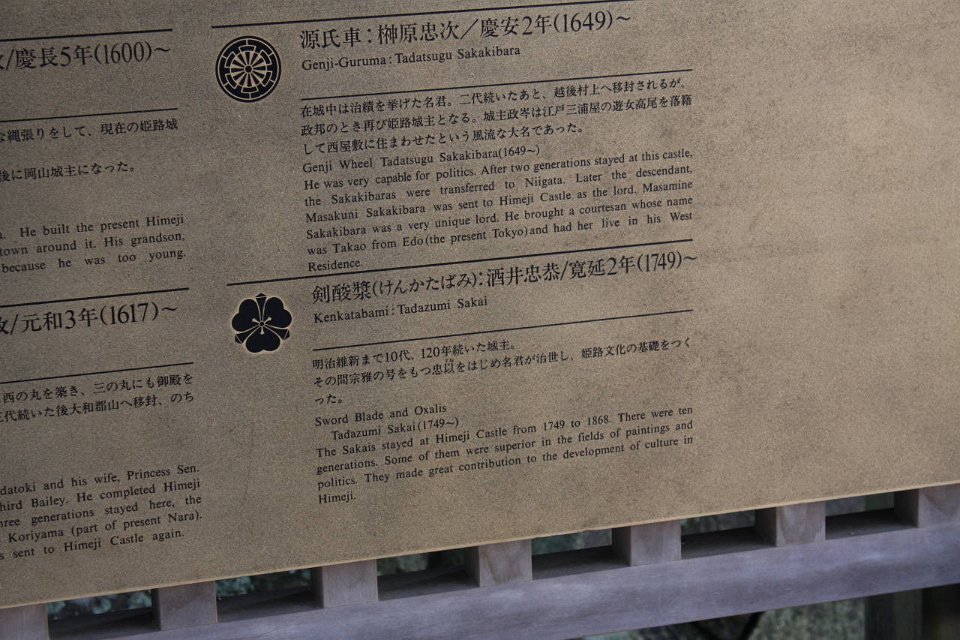 /慶長5年(1600)～
な縄張りをして、現在の姫路城
後に岡山城主になった。
He built the present Himeji
town around it. His grandson,
because he was too young.
/元和3年(1617)～
西の丸を築き、三の丸にも御殿を
代続いた後大和郡山へ移封、のち
datoki and his wife, Princess Sen.
hird Bailey. He completed Himeji
hree generations stayed here, the
Koriyama (part of present Nara).
s sent to Himeji Castle again.
源氏車：榊原忠次／慶安2年(1649)～
Genji-Guruma: Tadatsugu Sakakibara
在城中は治績を挙げた名君。二代続いたあと、越後村上へ移封されるが、
政邦のとき再び姫路城主となる。城主政岑は江戸三浦屋の遊女高尾を落籍
して西屋敷に住まわせたという風流な大名であった。
Genji Wheel Tadatsugu Sakakibara(1649～)
He was very capable for politics. After two generations stayed at this castle,
the Sakakibaras were transferred to Niigata. Later the descendant,
Masakuni Sakakibara was sent to Himeji Castle as the lord. Masamine
Sakakibara was a very unique lord. He brought a courtesan whose name
was Takao from Edo(the present Tokyo)and had her live in his West
Residence.
剣酸漿(けんかたばみ)：酒井忠恭/寛延2年(1749)～
Kenkatabami: Tadazumi Sakai
明治維新まで10代、120年続いた城主。
その間宗雅の号をもつ忠以をはじめ名君が治世し、姫路文化の基礎をつく
った。
Sword Blade and Oxalis
Tadazumi Sakai(1749～)
The Sakais stayed at Himeji Castle from 1749 to 1868. There were ten
generations. Some of them were superior in the fields of paintings and
politics. They made great contribution to the development of culture in
Himeji.